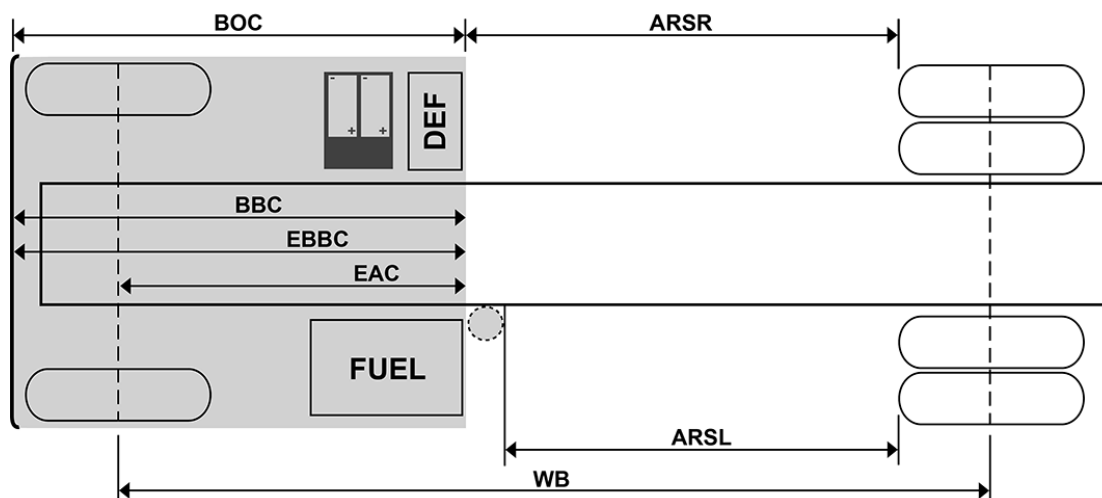 BOC
ARSR
- -
+ +
DEF
BBC
EBBC
EAC
FUEL
ARSL
WB